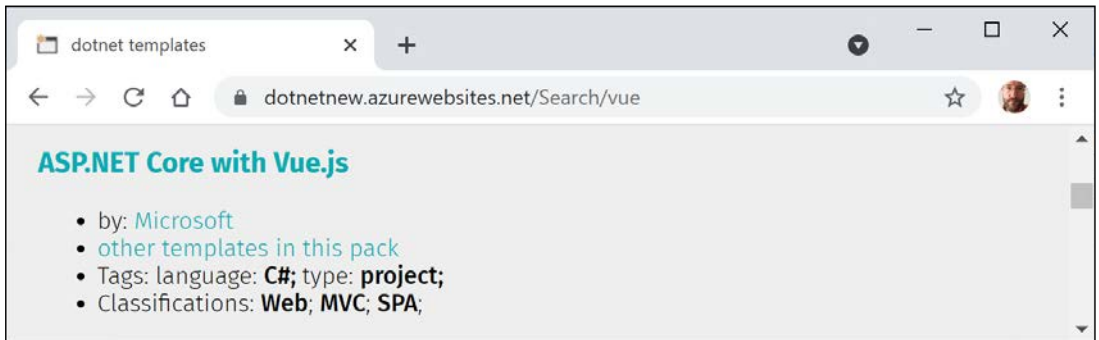 dotnet templates
dotnetnew.azurewebsites.net/Search/vue
ASP.NET Core with Vue.js
by: Microsoft
other templates in this pack
Tags: language: C#; type: project;
Classifications: Web; MVC; SPA;